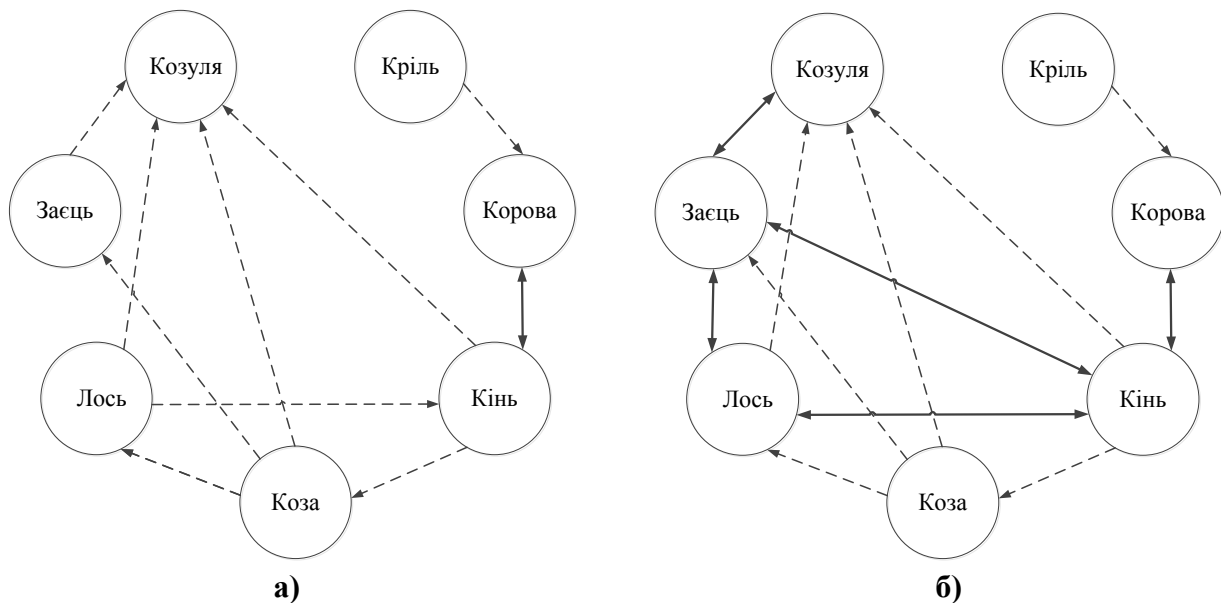 Козуля
Кріль
Заєць
Корова
Лось
Кінь
Коза
а)
Козуля
Кріль
Заєць
Корова
Лось
Кінь
Коза
б)